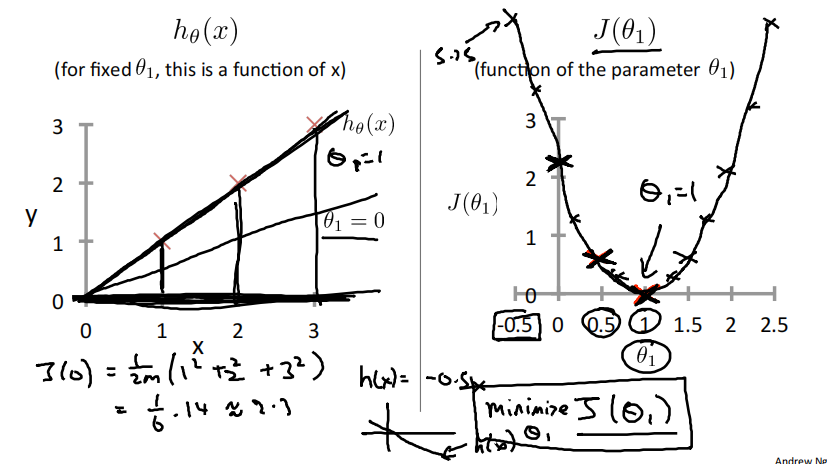 h_θ(x)
(for fixed θ₁, this is a function of x)
3
2
1
0
y
0 1 2 3
x
h_θ(x)
θ₁=1
θ₁ = 0
J(0) = 1/2m (1² + 2² + 3²)
= 1/6 · 14 ≈ 2.3
J(θ₁)
(function of the parameter θ₁)
5.25
3
2
1
0
J(θ₁)
θ₁=1
-0.5 0 0.5 1 1.5 2 2.5
θ₁
h(x) = -0.5x
h(x)
minimize J(θ₁)
θ₁
Andrew Ng